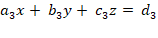 a₃x + b₃y + c₃z = d₃